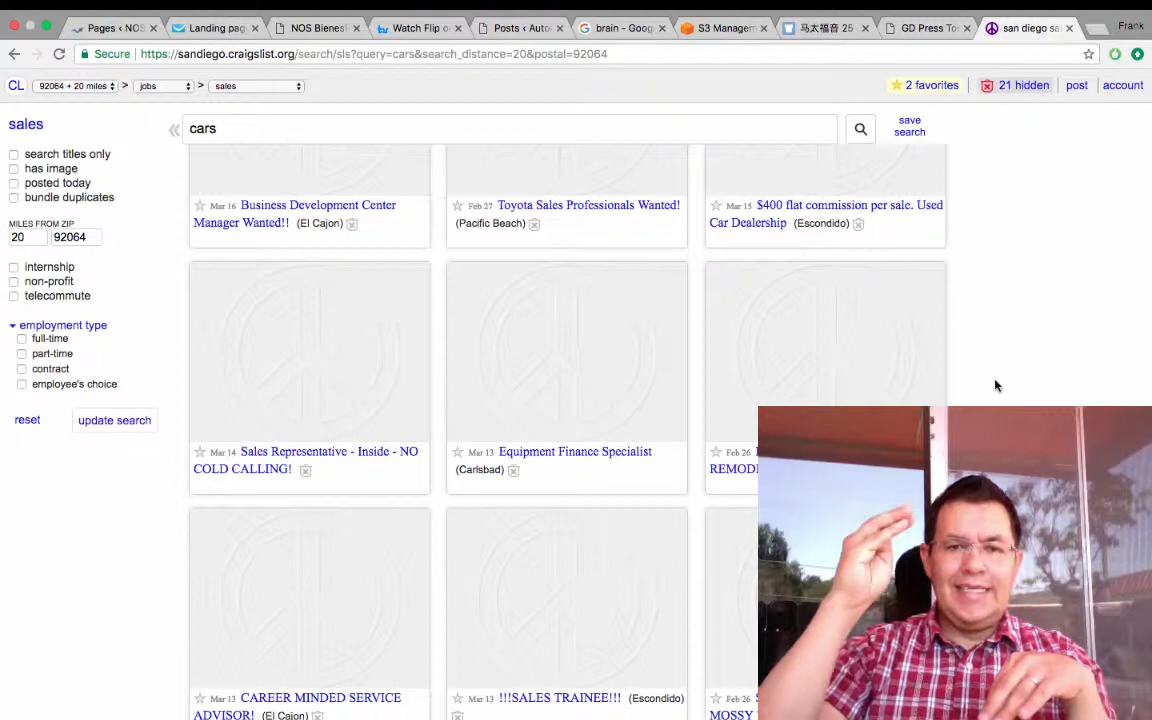 Pages < NOS
Landing pag
NOS Bienes
Watch Flip o
Posts < Auto
brain - Goog
S3 Managem
马太福音 25
GD Press To
san diego sa
Frank
Secure
https://sandiego.craigslist.org/search/sls?query=cars&search_distance=20&postal=92064
CL 92064 + 20 miles > jobs > sales
2 favorites
21 hidden
post
account
sales
cars
save
search
search titles only
has image
posted today
bundle duplicates
MILES FROM ZIP
20 92064
internship
non-profit
telecommute
employment type
full-time
part-time
contract
employee's choice
reset
update search
Mar 16 Business Development Center
Manager Wanted!! (El Cajon)
Feb 27 Toyota Sales Professionals Wanted!
(Pacific Beach)
Mar 15 $400 flat commission per sale. Used
Car Dealership (Escondido)
Mar 14 Sales Representative - Inside - NO
COLD CALLING!
Mar 13 Equipment Finance Specialist
(Carlsbad)
Feb 26
REMOD
Mar 13 CAREER MINDED SERVICE
ADVISOR! (El Cajon)
Mar 13 !!!SALES TRAINEE!!! (Escondido)
Feb 26
MOSSY